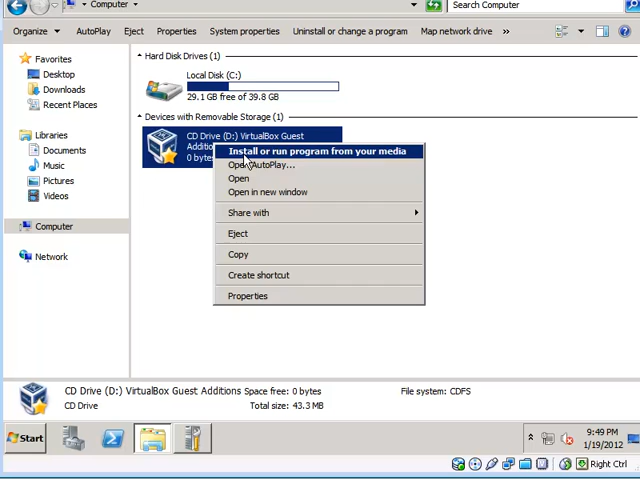 Computer
Search Computer
Organize
AutoPlay
Eject
Properties
System properties
Uninstall or change a program
Map network drive
»
Favorites
Desktop
Downloads
Recent Places
Libraries
Documents
Music
Pictures
Videos
Computer
Network
Hard Disk Drives (1)
Local Disk (C:)
29.1 GB free of 39.8 GB
Devices with Removable Storage (1)
CD Drive (D:) VirtualBox Guest
0 byte
Install or run program from your media
AutoPlay...
Open
Open in new window
Share with
Eject
Copy
Create shortcut
Properties
CD Drive (D:) VirtualBox Guest Additions Space free: 0 bytes
File system: CDFS
CD Drive
Total size: 43.3 MB
Start
9:49 PM
1/19/2012
Right Ctrl